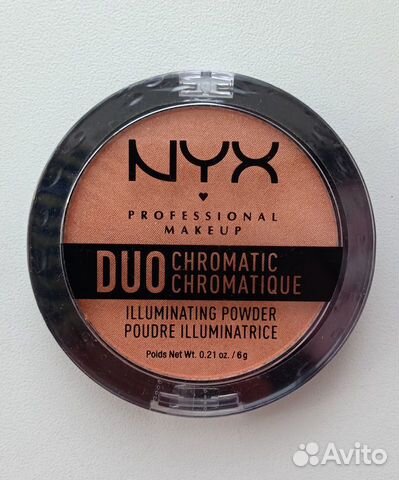 NYX
PROFESSIONAL
MAKEUP
DUO CHROMATIC
CHROMATIQUE
ILLUMINATING POWDER
POUDRE ILLUMINATRICE
Poids Net Wt. 0.21 oz. / 6g
Avito